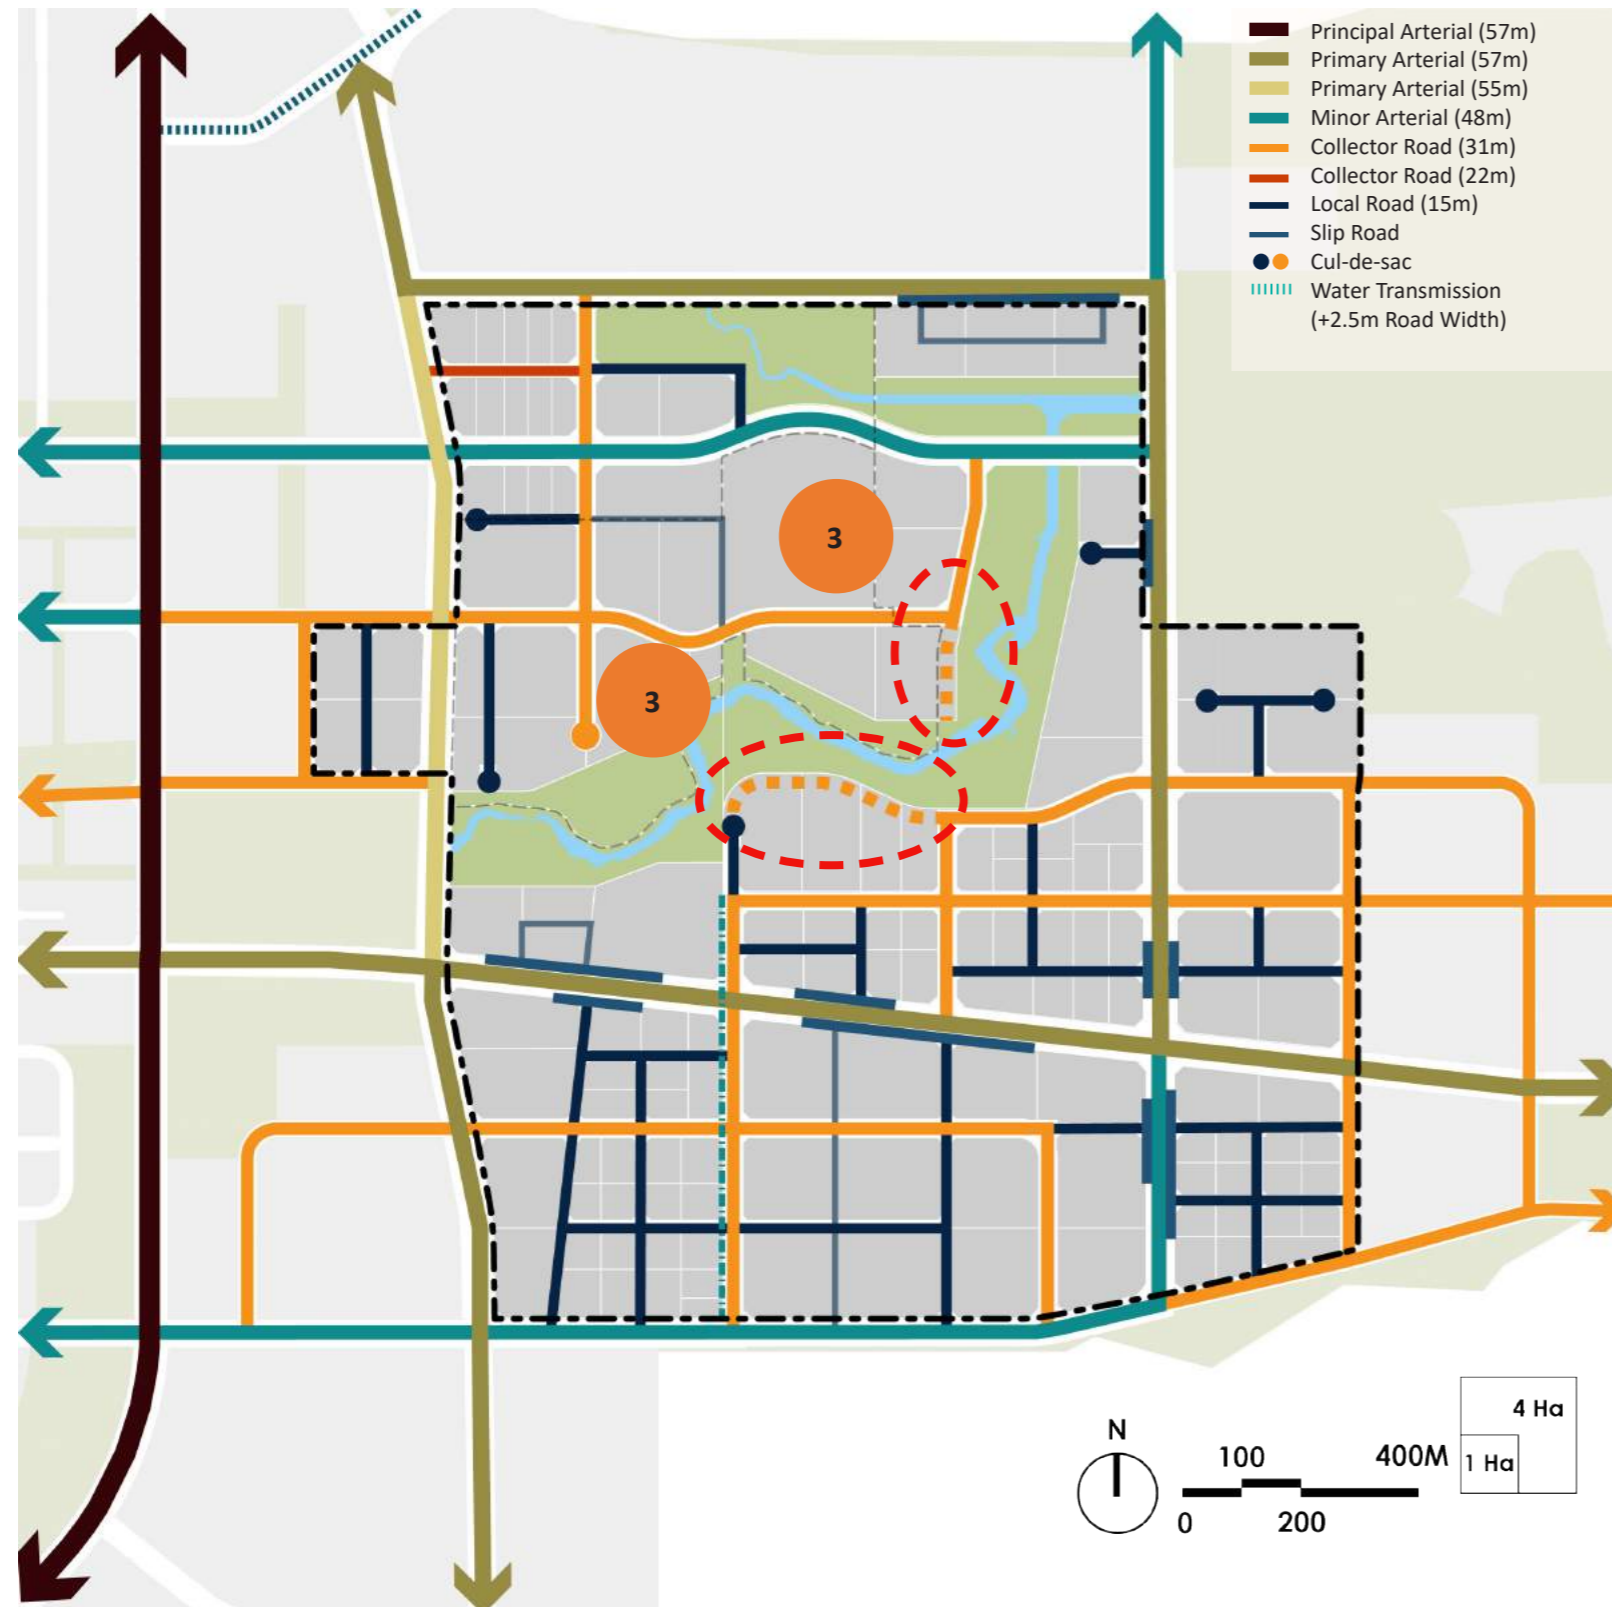 Principal Arterial (57m)
Primary Arterial (57m)
Primary Arterial (55m)
Minor Arterial (48m)
Collector Road (31m)
Collector Road (22m)
Local Road (15m)
Slip Road
Cul-de-sac
Water Transmission
(+2.5m Road Width)
3
3
N
100
400M
0
200
4 Ha
1 Ha